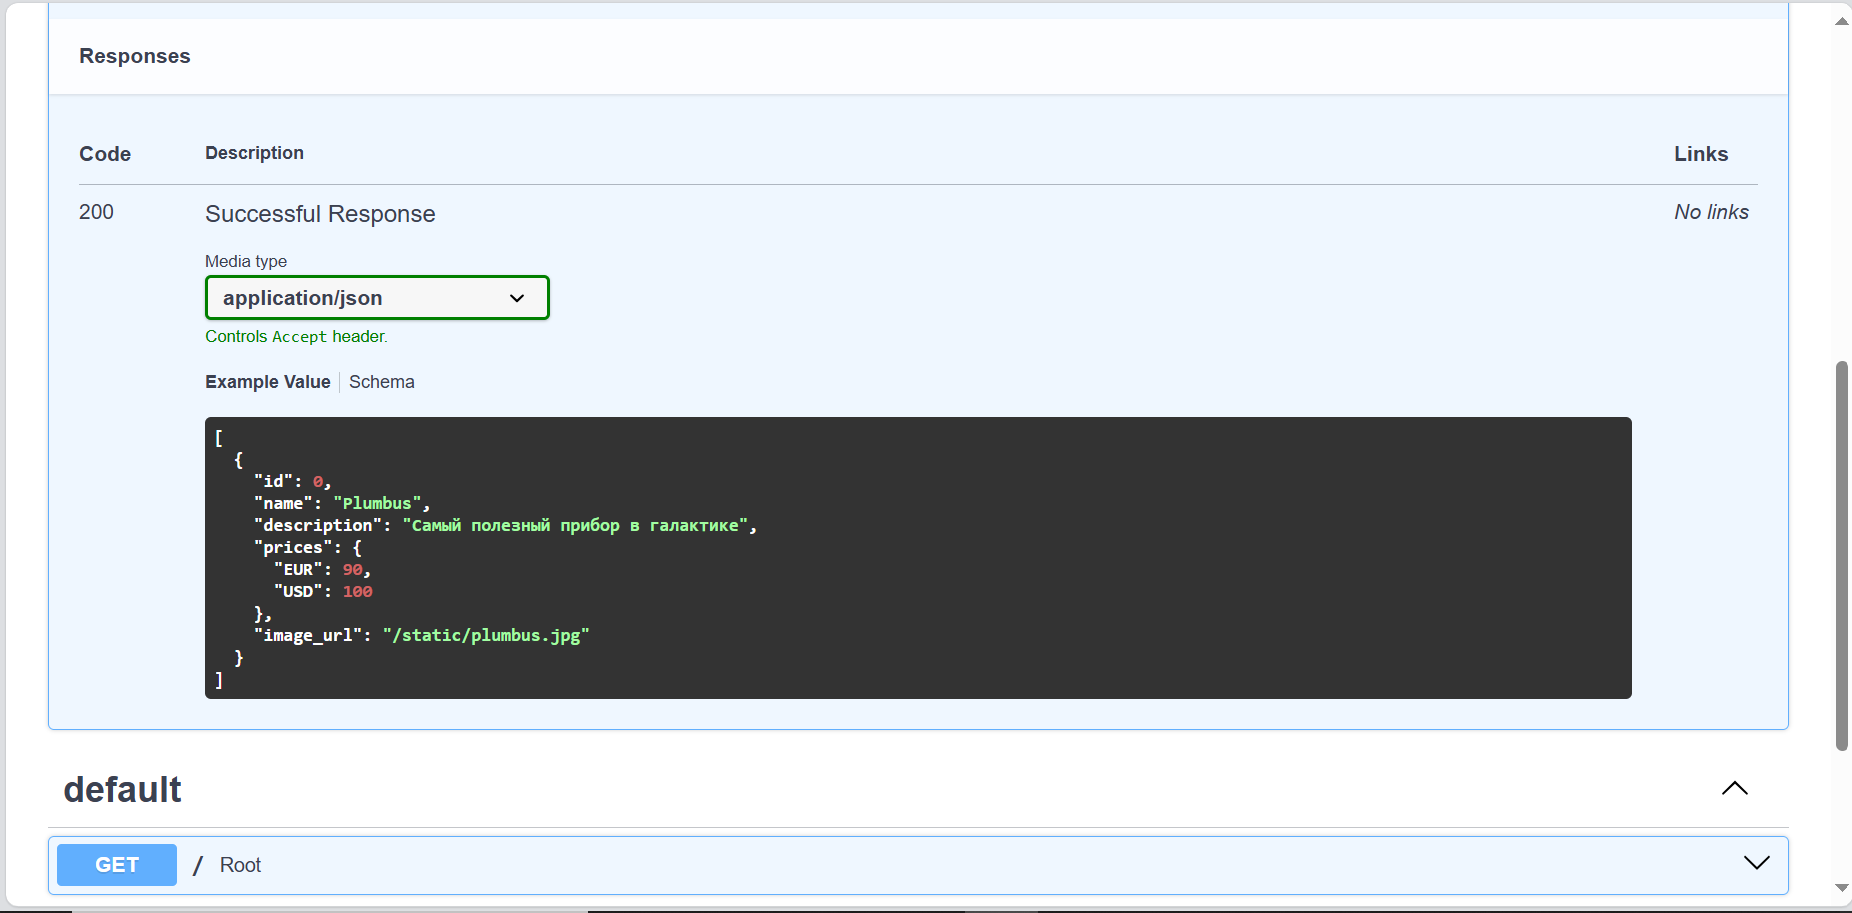 Responses
Code Description Links
200 Successful Response No links
Media type
application/json
Controls Accept header.
Example Value Schema
[
  {
    "id": 0,
    "name": "Plumbus",
    "description": "Самый полезный прибор в галактике",
    "prices": {
      "EUR": 90,
      "USD": 100
    },
    "image_url": "/static/plumbus.jpg"
  }
]
default
GET / Root